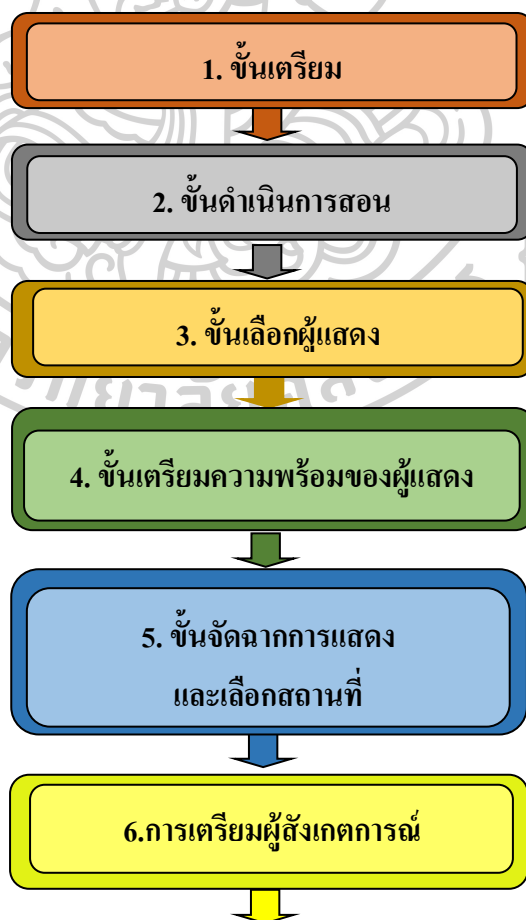 1. ขั้นเตรียม
2. ขั้นดำเนินการสอน
3. ขั้นเลือกผู้แสดง
4. ขั้นเตรียมความพร้อมของผู้แสดง
5. ขั้นจัดฉากการแสดง
และเลือกสถานที่
6.การเตรียมผู้สังเกตการณ์